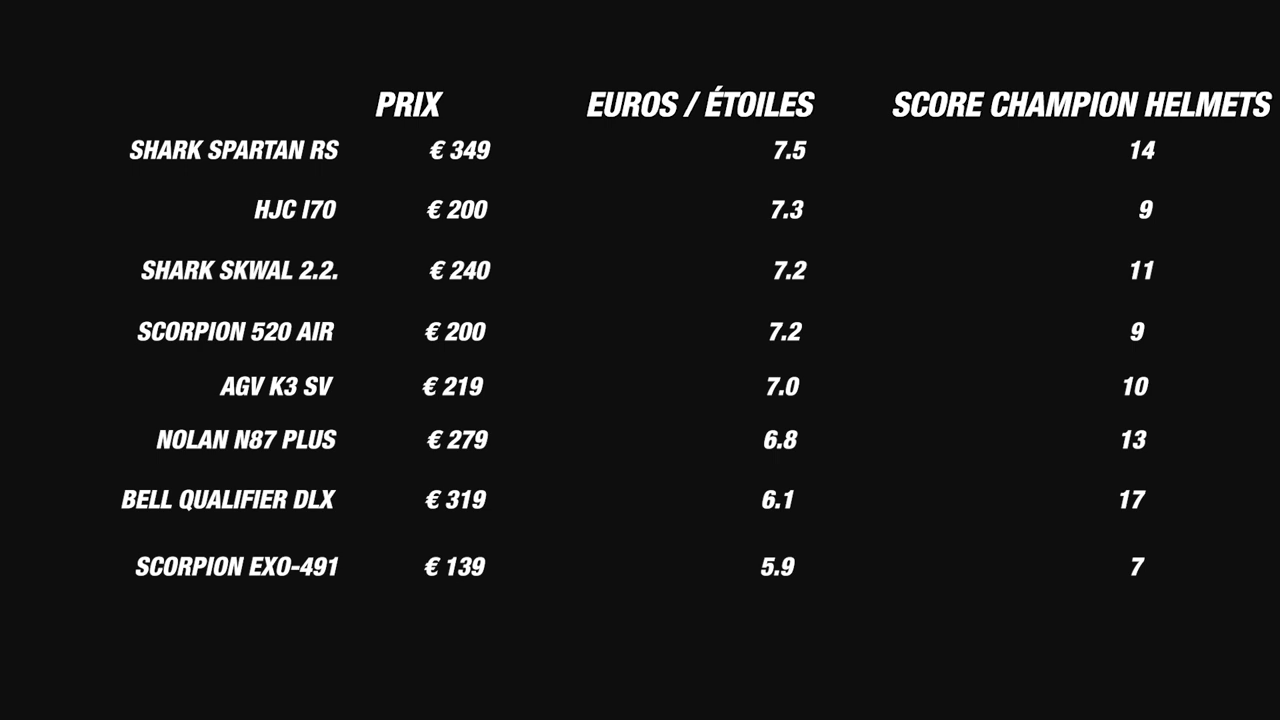 PRIX EUROS / ÉTOILES SCORE CHAMPION HELMETS
SHARK SPARTAN RS € 349 7.5 14
HJC I70 € 200 7.3 9
SHARK SKWAL 2.2. € 240 7.2 11
SCORPION 520 AIR € 200 7.2 9
AGV K3 SV € 219 7.0 10
NOLAN N87 PLUS € 279 6.8 13
BELL QUALIFIER DLX € 319 6.1 17
SCORPION EXO-491 € 139 5.9 7